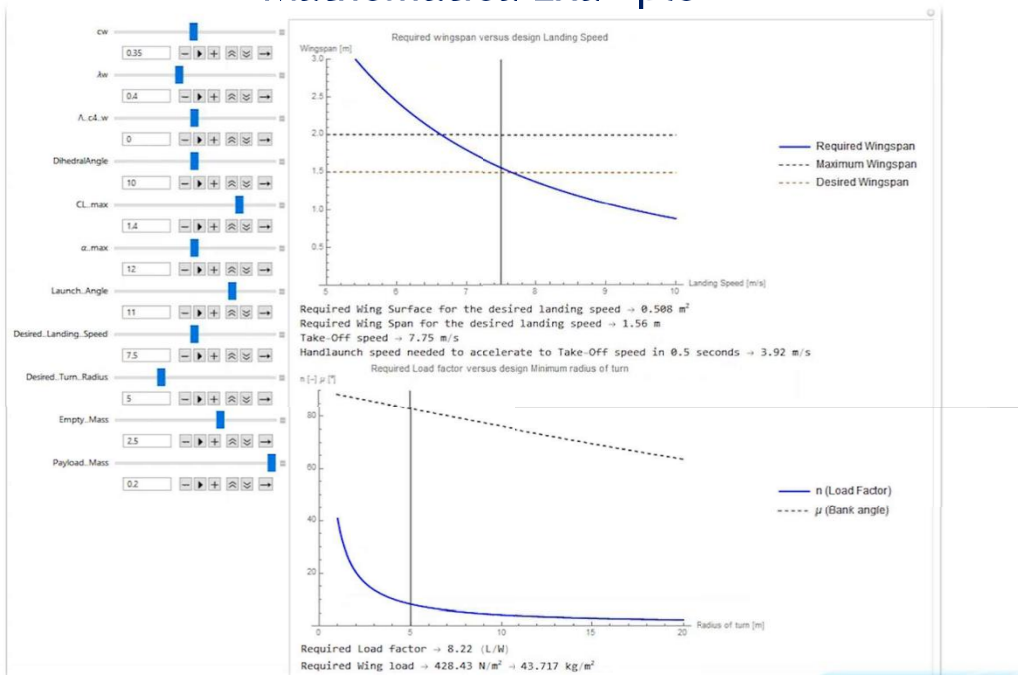 cw
0.35
λw
0.4
Λ..c4..w
0
DihedralAngle
10
CL..max
1.4
α..max
12
Launch..Angle
11
Desired..Landing..Speed
7.5
Desired..Turn..Radius
5
Empty..Mass
2.5
Payload..Mass
0.2
Required wingspan versus design Landing Speed
Wingspan [m]
3.0
2.5
2.0
1.5
1.0
0.5
5 6 7 8 9 10 Landing Speed [m/s]
Required Wingspan
Maximum Wingspan
Desired Wingspan
Required Wing Surface for the desired landing speed → 0.508 m²
Required Wing Span for the desired landing speed → 1.56 m
Take-Off speed → 7.75 m/s
Handlaunch speed needed to accelerate to Take-Off speed in 0.5 seconds → 3.92 m/s
Required Load factor versus design Minimum radius of turn
n [-] μ [°]
80
60
40
20
0 5 10 15 20 Radius of turn [m]
n (Load Factor)
μ (Bank angle)
Required Load factor → 8.22 (L/W)
Required Wing load → 428.43 N/m² → 43.717 kg/m²